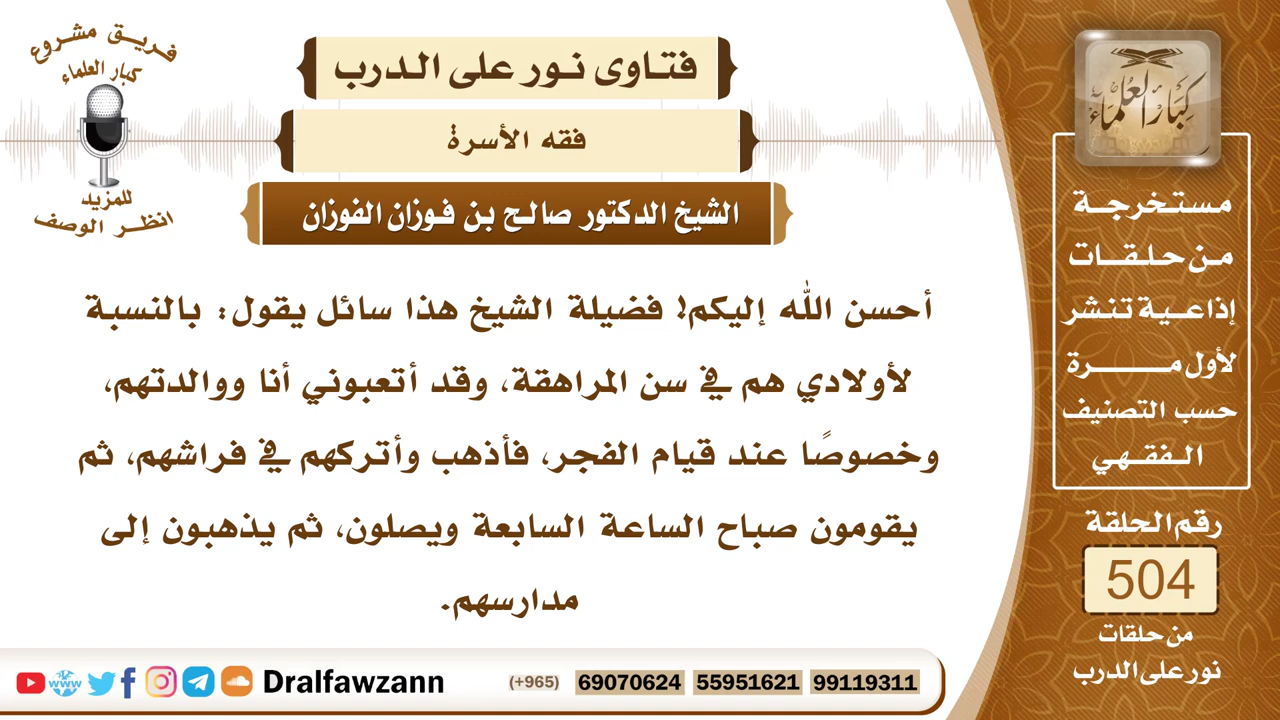 فريق مشروع
كبار العلماء
للمزيد
انظر الوصف
فتاوى نور على الدرب
فقه الأسرة
الشيخ الدكتور صالح بن فوزان الفوزان
أحسن الله إليكم! فضيلة الشيخ هذا سائل يقول: بالنسبة
لأولادي هم في سن المراهقة، وقد أتعبوني أنا ووالدتهم،
وخصوصًا عند قيام الفجر، فأذهب وأتركهم في فراشهم، ثم
يقومون صباح الساعة السابعة ويصلون، ثم يذهبون إلى
مدارسهم.
كبار العلماء
مستخرجة
من حلقات
إذاعية تنشر
لأول مرة
حسب التصنيف
الفقهي
رقم الحلقة
504
من حلقات
نور على الدرب
www
Dralfawzann (+965) 69070624 55951621 99119311